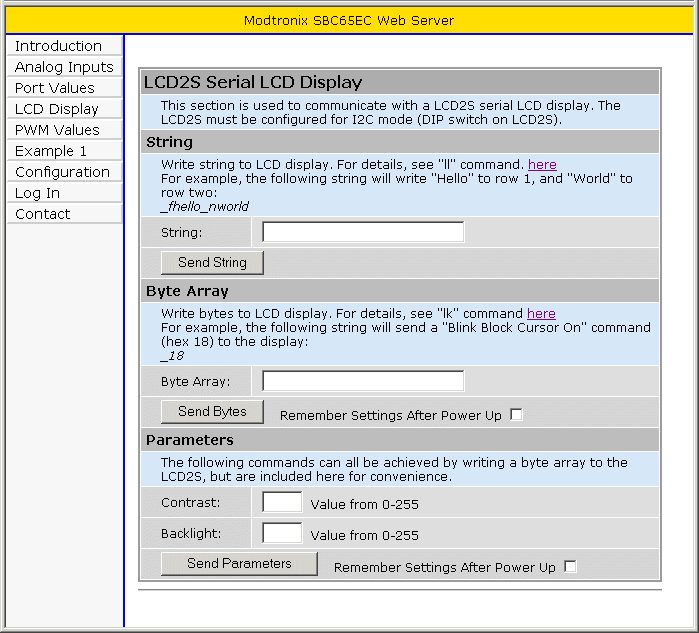 Modtronix SBC65EC Web Server
Introduction
Analog Inputs
Port Values
LCD Display
PWM Values
Example 1
Configuration
Log In
Contact
LCD2S Serial LCD Display
This section is used to communicate with a LCD2S serial LCD display. The
LCD2S must be configured for I2C mode (DIP switch on LCD2S).
String
Write string to LCD display. For details, see "ll" command. here
For example, the following string will write "Hello" to row 1, and "World" to
row two:
_fhello_nworld
String:
Send String
Byte Array
Write bytes to LCD display. For details, see "lk" command here
For example, the following string will send a "Blink Block Cursor On" command
(hex 18) to the display:
_18
Byte Array:
Send Bytes Remember Settings After Power Up
Parameters
The following commands can all be achieved by writing a byte array to the
LCD2S, but are included here for convenience.
Contrast: Value from 0-255
Backlight: Value from 0-255
Send Parameters Remember Settings After Power Up